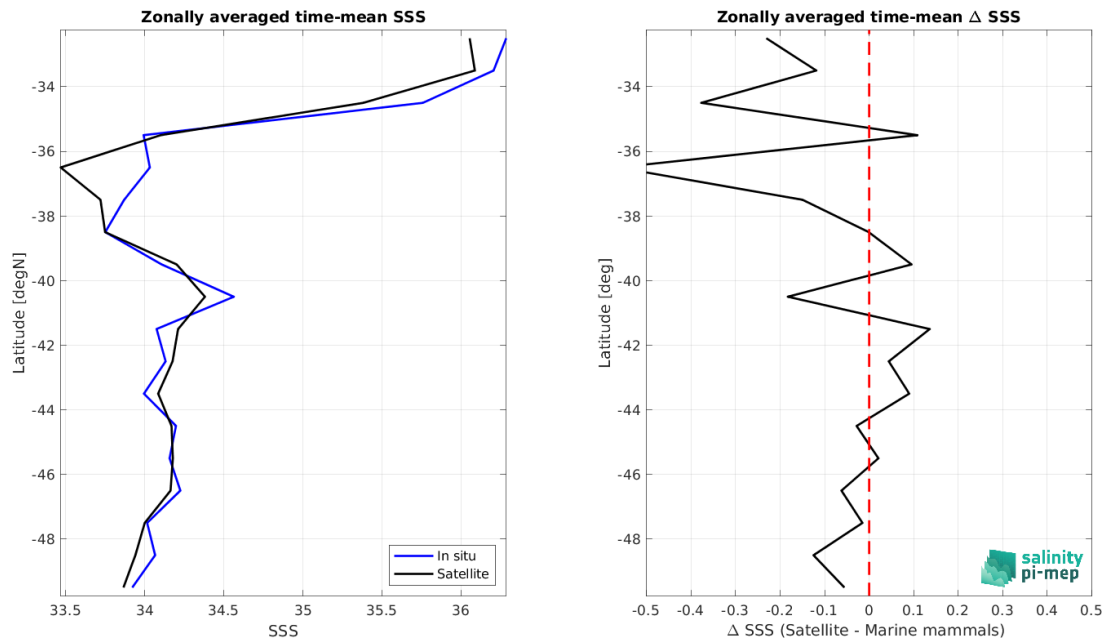 Zonally averaged time-mean SSS
-34
-36
-38
-40
-42
-44
-46
-48
Latitude [degN]
33.5 34 34.5 35 35.5 36
SSS
In situ
Satellite
Zonally averaged time-mean Δ SSS
-34
-36
-38
-40
-42
-44
-46
-48
Latitude [deg]
-0.5 -0.4 -0.3 -0.2 -0.1 0 0.1 0.2 0.3 0.4 0.5
Δ SSS (Satellite - Marine mammals)
salinity
pi-mep